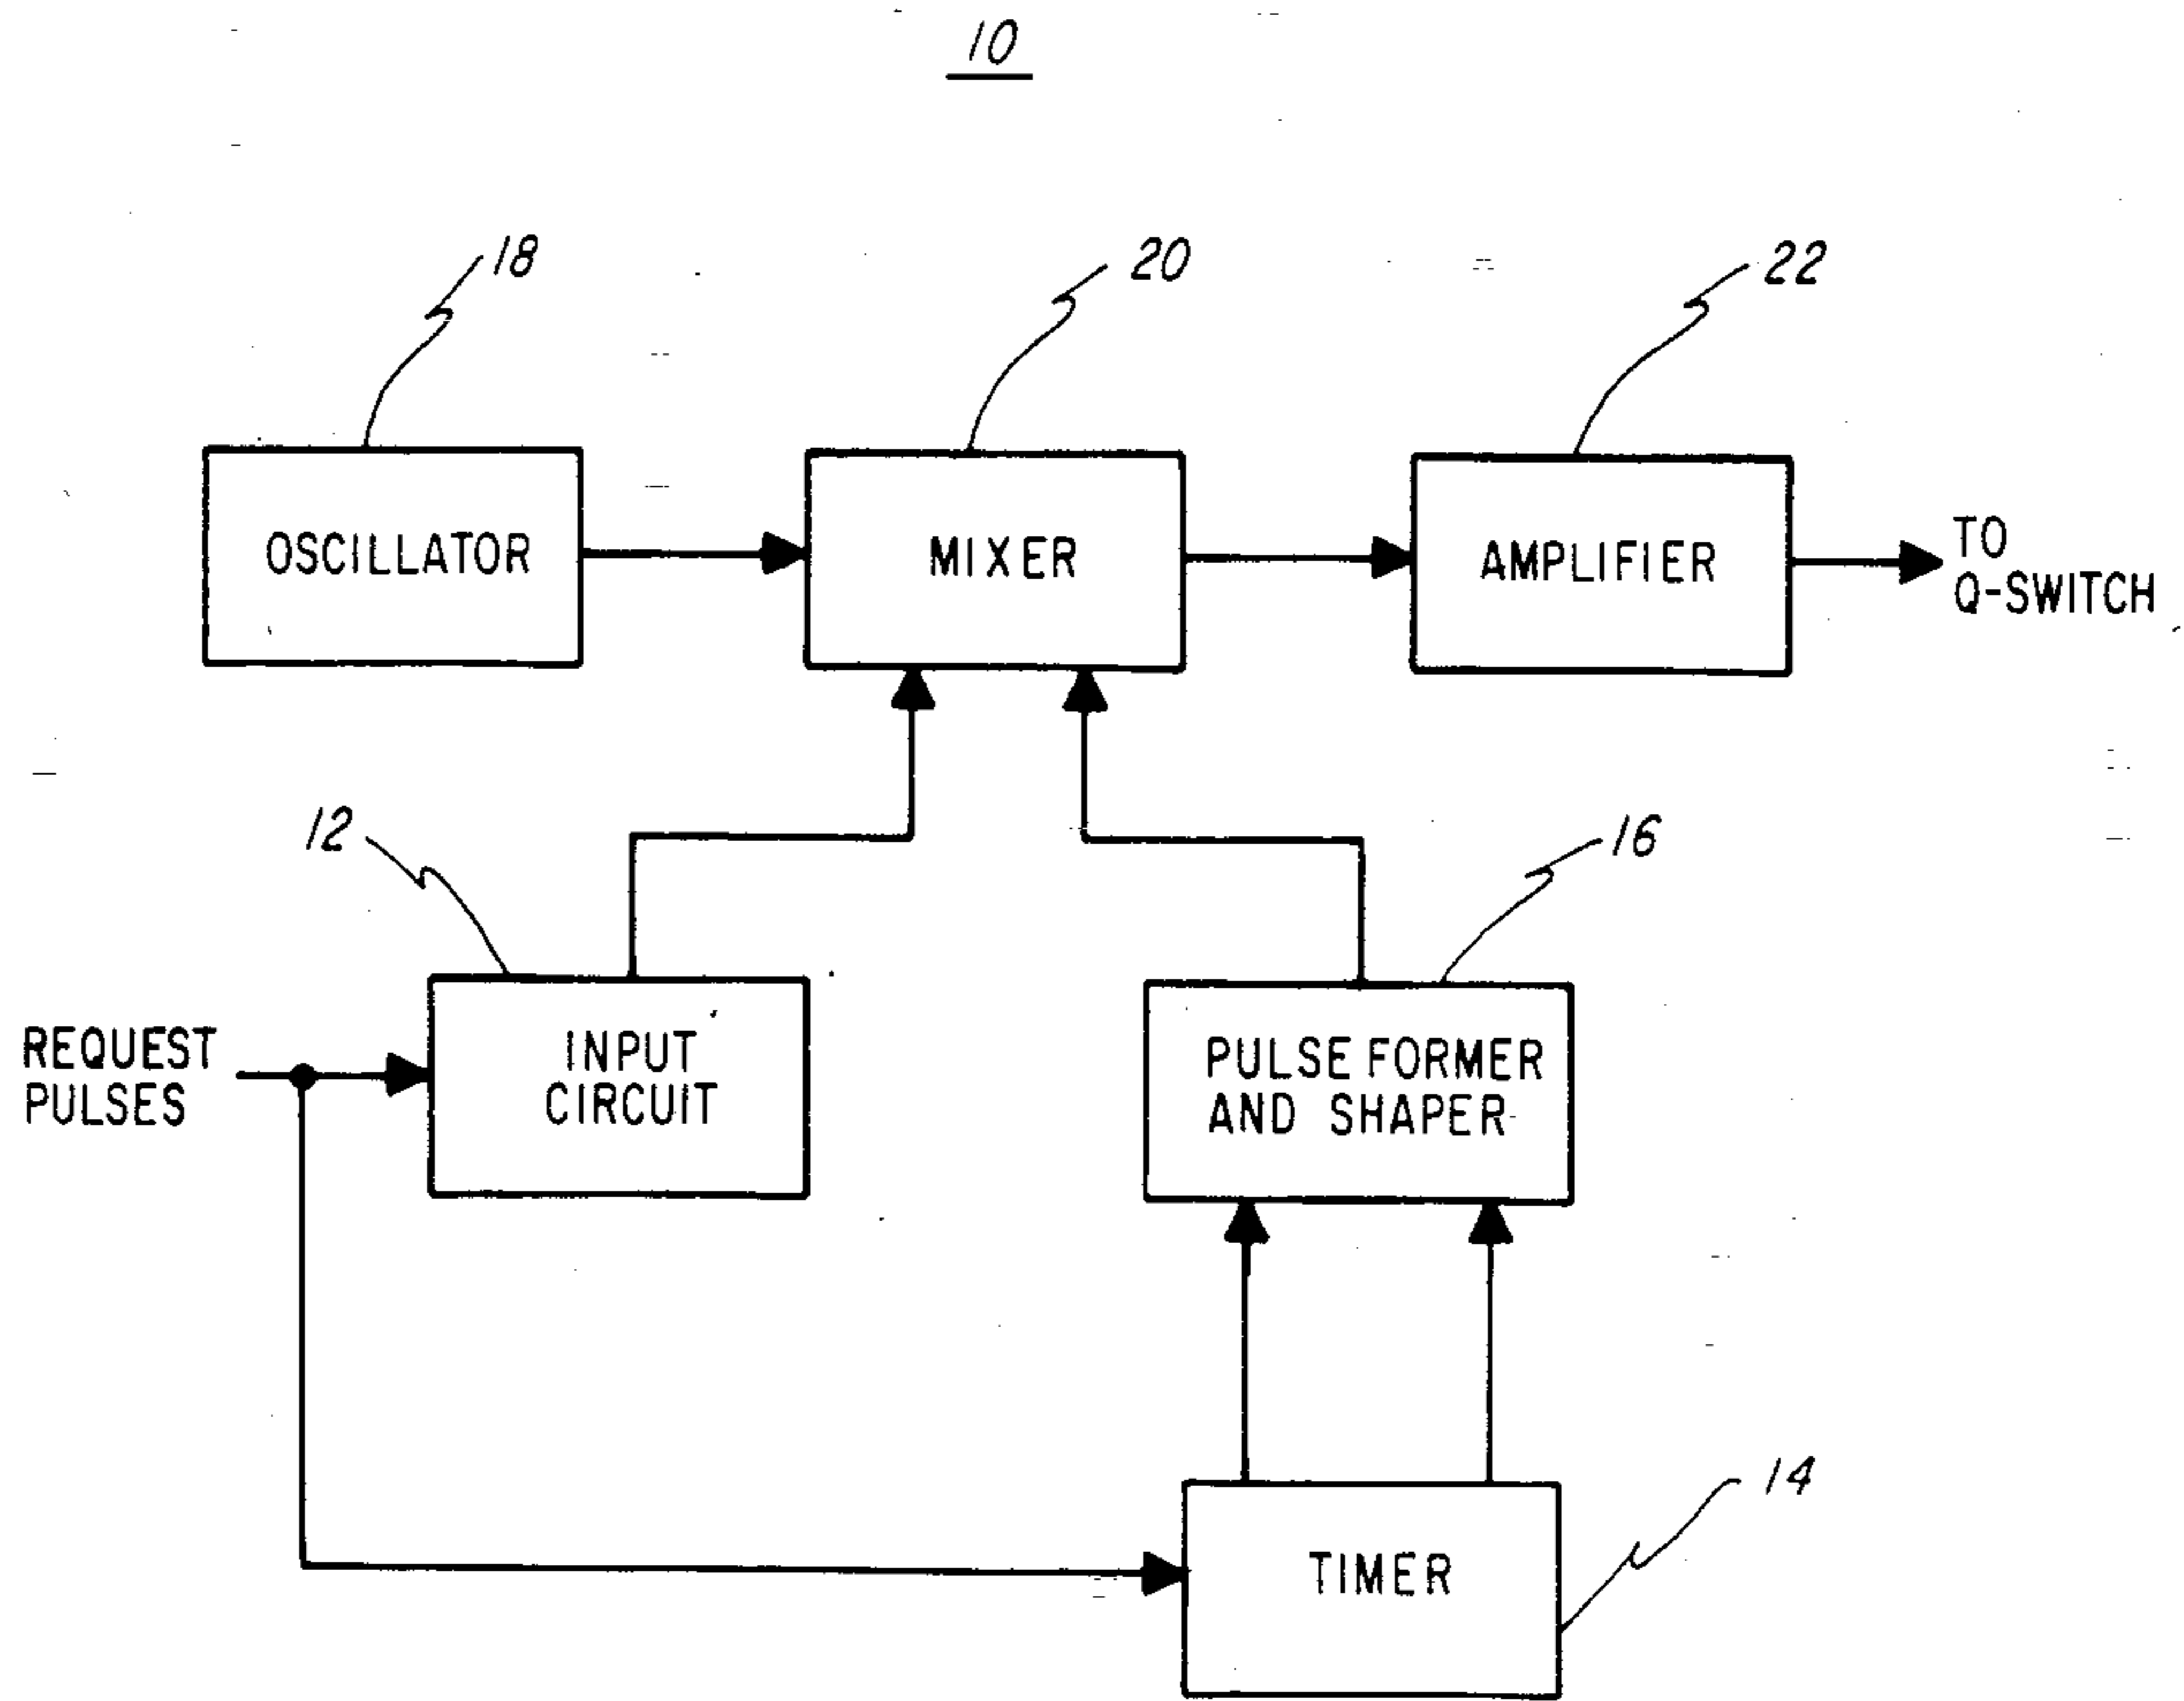 10
18
20
22
OSCILLATOR
MIXER
AMPLIFIER
TO
Q-SWITCH
12
16
REQUEST
PULSES
INPUT
CIRCUIT
PULSE FORMER
AND SHAPER
14
TIMER